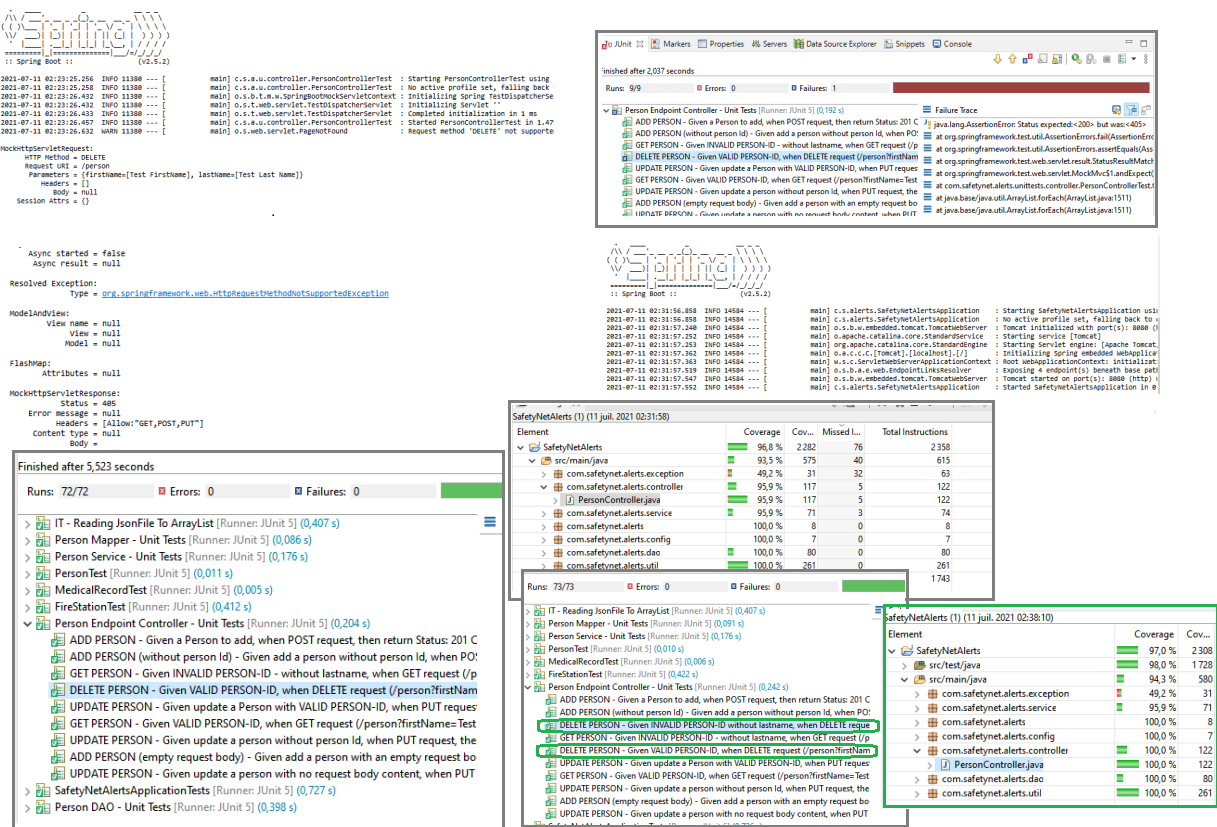 :: Spring Boot :: (v2.5.2)
2021-07-11 02:23:25.256 INFO 11380 --- [ main] c.s.a.u.controller.PersonControllerTest : Starting PersonControllerTest using
2021-07-11 02:23:25.258 INFO 11380 --- [ main] c.s.a.u.controller.PersonControllerTest : No active profile set, falling back
2021-07-11 02:23:26.432 INFO 11380 --- [ main] o.s.b.t.m.w.SpringBootMockServletContext : Initializing Spring TestDispatcherSe
2021-07-11 02:23:26.432 INFO 11380 --- [ main] o.s.t.web.servlet.TestDispatcherServlet : Initializing Servlet ''
2021-07-11 02:23:26.433 INFO 11380 --- [ main] o.s.t.web.servlet.TestDispatcherServlet : Completed initialization in 1 ms
2021-07-11 02:23:26.457 INFO 11380 --- [ main] c.s.a.u.controller.PersonControllerTest : Started PersonControllerTest in 1.47
2021-07-11 02:23:26.632 WARN 11380 --- [ main] o.s.web.servlet.PageNotFound : Request method 'DELETE' not supporte
MockHttpServletRequest:
HTTP Method = DELETE
Request URI = /person
Parameters = {firstName=[Test FirstName], lastName=[Test Last Name]}
Headers = []
Body = null
Session Attrs = {}
Async started = false
Async result = null
Resolved Exception:
Type = org.springframework.web.HttpRequestMethodNotSupportedException
ModelAndView:
View name = null
View = null
Model = null
FlashMap:
Attributes = null
MockHttpServletResponse:
Status = 405
Error message = null
Headers = [Allow:"GET,POST,PUT"]
Content type = null
Body =
JUnit Markers Properties Servers Data Source Explorer Snippets Console
Finished after 2,037 seconds
Runs: 9/9 Errors: 0 Failures: 1
Person Endpoint Controller - Unit Tests [Runner: JUnit 5] (0,192 s)
ADD PERSON - Given a Person to add, when POST request, then return Status: 201 C
ADD PERSON (without person Id) - Given add a person without person Id, when POS
GET PERSON - Given INVALID PERSON-ID - without lastname, when GET request (/p
DELETE PERSON - Given VALID PERSON-ID, when DELETE request (/person?firstNam
UPDATE PERSON - Given update a Person with VALID PERSON-ID, when PUT reques
GET PERSON - Given VALID PERSON-ID, when GET request (/person?firstName=Test
UPDATE PERSON - Given update a person without person Id, when PUT request, the
ADD PERSON (empty request body) - Given add a person with an empty request bo
UPDATE PERSON - Given update a person with no request body content, when PUT
Failure Trace
java.lang.AssertionError: Status expected:<200> but was:<405>
at org.springframework.test.util.AssertionErrors.fail(AssertionErro
at org.springframework.test.util.AssertionErrors.assertEquals(Ass
at org.springframework.test.web.servlet.result.StatusResultMatch
at org.springframework.test.web.servlet.MockMvc$1.andExpect(
at com.safetynet.alerts.unittests.controller.PersonControllerTest.
at java.base/java.util.ArrayList.forEach(ArrayList.java:1511)
at java.base/java.util.ArrayList.forEach(ArrayList.java:1511)
:: Spring Boot :: (v2.5.2)
2021-07-11 02:31:56.858 INFO 14584 --- [ main] c.s.alerts.SafetyNetAlertsApplication : Starting SafetyNetAlertsApplication usin
2021-07-11 02:31:56.858 INFO 14584 --- [ main] c.s.alerts.SafetyNetAlertsApplication : No active profile set, falling back to
2021-07-11 02:31:57.240 INFO 14584 --- [ main] o.s.b.w.embedded.tomcat.TomcatWebServer : Tomcat initialized with port(s): 8080
2021-07-11 02:31:57.252 INFO 14584 --- [ main] o.apache.catalina.core.StandardService : Starting service [Tomcat]
2021-07-11 02:31:57.253 INFO 14584 --- [ main] org.apache.catalina.core.StandardEngine : Starting Servlet engine: [Apache Tomcat
2021-07-11 02:31:57.362 INFO 14584 --- [ main] o.a.c.c.C.[Tomcat].[localhost].[/] : Initializing Spring embedded WebApplicat
2021-07-11 02:31:57.363 INFO 14584 --- [ main] w.s.c.ServletWebServerApplicationContext : Root WebApplicationContext: initializati
2021-07-11 02:31:57.519 INFO 14584 --- [ main] o.s.b.a.e.web.EndpointLinksResolver : Exposing 4 endpoint(s) beneath base pat
2021-07-11 02:31:57.547 INFO 14584 --- [ main] o.s.b.w.embedded.tomcat.TomcatWebServer : Tomcat started on port(s): 8080 (http)
2021-07-11 02:31:57.552 INFO 14584 --- [ main] c.s.alerts.SafetyNetAlertsApplication : Started SafetyNetAlertsApplication in 0
SafetyNetAlerts (1) (11 juil. 2021 02:31:58)
Element Coverage Cov... Missed I... Total Instructions
SafetyNetAlerts 96,8 % 2 282 76 2 358
src/main/java 93,5 % 575 40 615
com.safetynet.alerts.exception 49,2 % 31 32 63
com.safetynet.alerts.controller 95,9 % 117 5 122
PersonController.java 95,9 % 117 5 122
com.safetynet.alerts.service 95,9 % 71 3 74
com.safetynet.alerts 100,0 % 8 0 8
com.safetynet.alerts.config 100,0 % 7 0 7
com.safetynet.alerts.dao 100,0 % 80 0 80
com.safetynet.alerts.util 100,0 % 261 0 261
1 743
Finished after 5,523 seconds
Runs: 72/72 Errors: 0 Failures: 0
IT - Reading JsonFile To ArrayList [Runner: JUnit 5] (0,407 s)
Person Mapper - Unit Tests [Runner: JUnit 5] (0,086 s)
Person Service - Unit Tests [Runner: JUnit 5] (0,176 s)
PersonTest [Runner: JUnit 5] (0,011 s)
MedicalRecordTest [Runner: JUnit 5] (0,005 s)
FireStationTest [Runner: JUnit 5] (0,412 s)
Person Endpoint Controller - Unit Tests [Runner: JUnit 5] (0,204 s)
ADD PERSON - Given a Person to add, when POST request, then return Status: 201 C
ADD PERSON (without person Id) - Given add a person without person Id, when POS
GET PERSON - Given INVALID PERSON-ID - without lastname, when GET request (/p
DELETE PERSON - Given VALID PERSON-ID, when DELETE request (/person?firstNam
UPDATE PERSON - Given update a Person with VALID PERSON-ID, when PUT reques
GET PERSON - Given VALID PERSON-ID, when GET request (/person?firstName=Test
UPDATE PERSON - Given update a person without person Id, when PUT request, the
ADD PERSON (empty request body) - Given add a person with an empty request bo
UPDATE PERSON - Given update a person with no request body content, when PUT
SafetyNetAlertsApplicationTests [Runner: JUnit 5] (0,727 s)
Person DAO - Unit Tests [Runner: JUnit 5] (0,398 s)
Runs: 73/73 Errors: 0 Failures: 0
IT - Reading JsonFile To ArrayList [Runner: JUnit 5] (0,407 s)
Person Mapper - Unit Tests [Runner: JUnit 5] (0,091 s)
Person Service - Unit Tests [Runner: JUnit 5] (0,176 s)
PersonTest [Runner: JUnit 5] (0,010 s)
MedicalRecordTest [Runner: JUnit 5] (0,006 s)
FireStationTest [Runner: JUnit 5] (0,422 s)
Person Endpoint Controller - Unit Tests [Runner: JUnit 5] (0,242 s)
ADD PERSON - Given a Person to add, when POST request, then return Status: 201 C
ADD PERSON (without person Id) - Given add a person without person Id, when POS
DELETE PERSON - Given INVALID PERSON-ID without lastname, when DELETE reque
GET PERSON - Given INVALID PERSON-ID - without lastname, when GET request (/p
DELETE PERSON - Given VALID PERSON-ID, when DELETE request (/person?firstNam
UPDATE PERSON - Given update a Person with VALID PERSON-ID, when PUT reques
GET PERSON - Given VALID PERSON-ID, when GET request (/person?firstName=Test
UPDATE PERSON - Given update a person without person Id, when PUT request, the
ADD PERSON (empty request body) - Given add a person with an empty request bo
UPDATE PERSON - Given update a person with no request body content, when PUT
SafetyNetAlerts (1) (11 juil. 2021 02:38:10)
Element Coverage Cov...
SafetyNetAlerts 97,0 % 2 308
src/test/java 98,0 % 1 728
src/main/java 94,3 % 580
com.safetynet.alerts.exception 49,2 % 31
com.safetynet.alerts.service 95,9 % 71
com.safetynet.alerts 100,0 % 8
com.safetynet.alerts.config 100,0 % 7
com.safetynet.alerts.controller 100,0 % 122
PersonController.java 100,0 % 122
com.safetynet.alerts.dao 100,0 % 80
com.safetynet.alerts.util 100,0 % 261